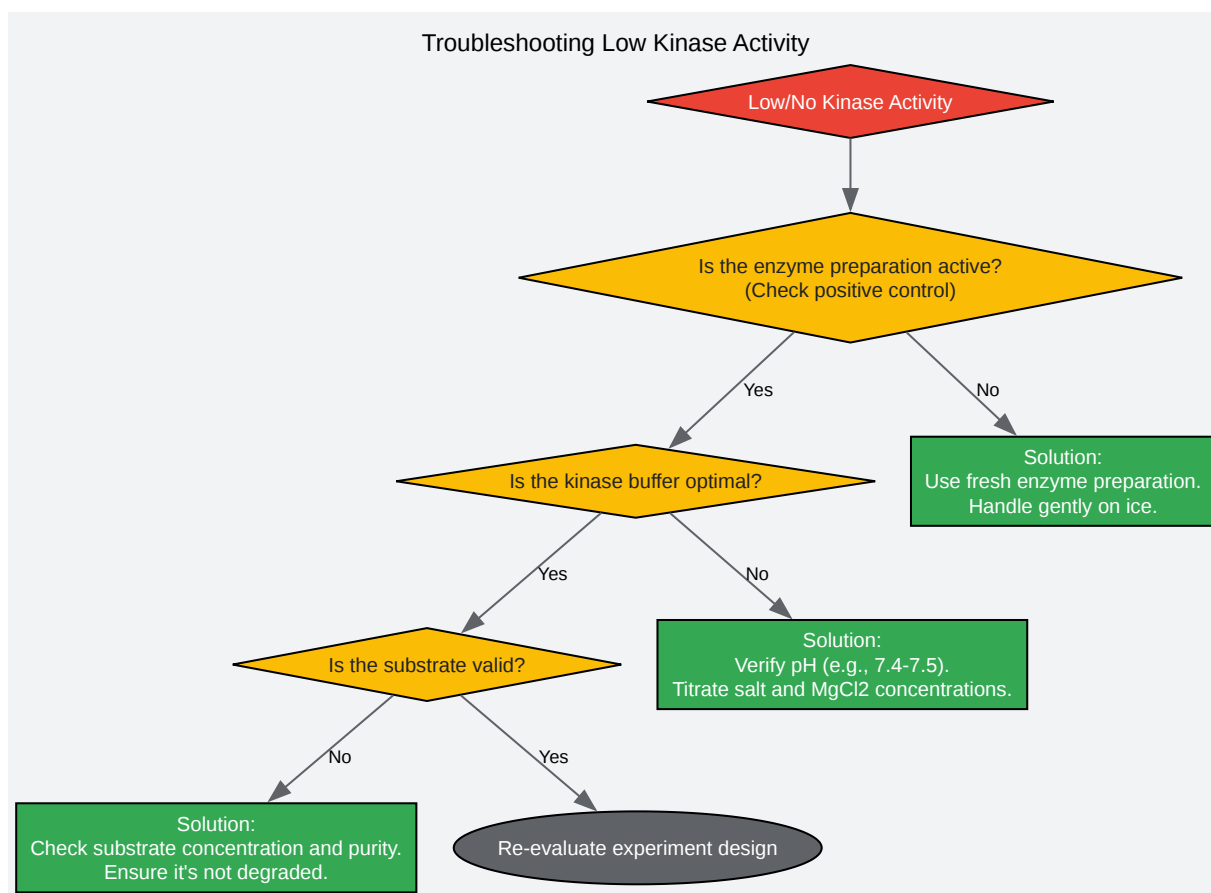 Troubleshooting Low Kinase Activity
Low/No Kinase Activity
Is the enzyme preparation active?
(Check positive control)
Yes
No
Is the kinase buffer optimal?
Solution:
Use fresh enzyme preparation.
Handle gently on ice.
Yes
No
Is the substrate valid?
Solution:
Verify pH (e.g., 7.4-7.5).
Titrate salt and MgCl2 concentrations.
No
Yes
Solution:
Check substrate concentration and purity.
Ensure it's not degraded.
Re-evaluate experiment design